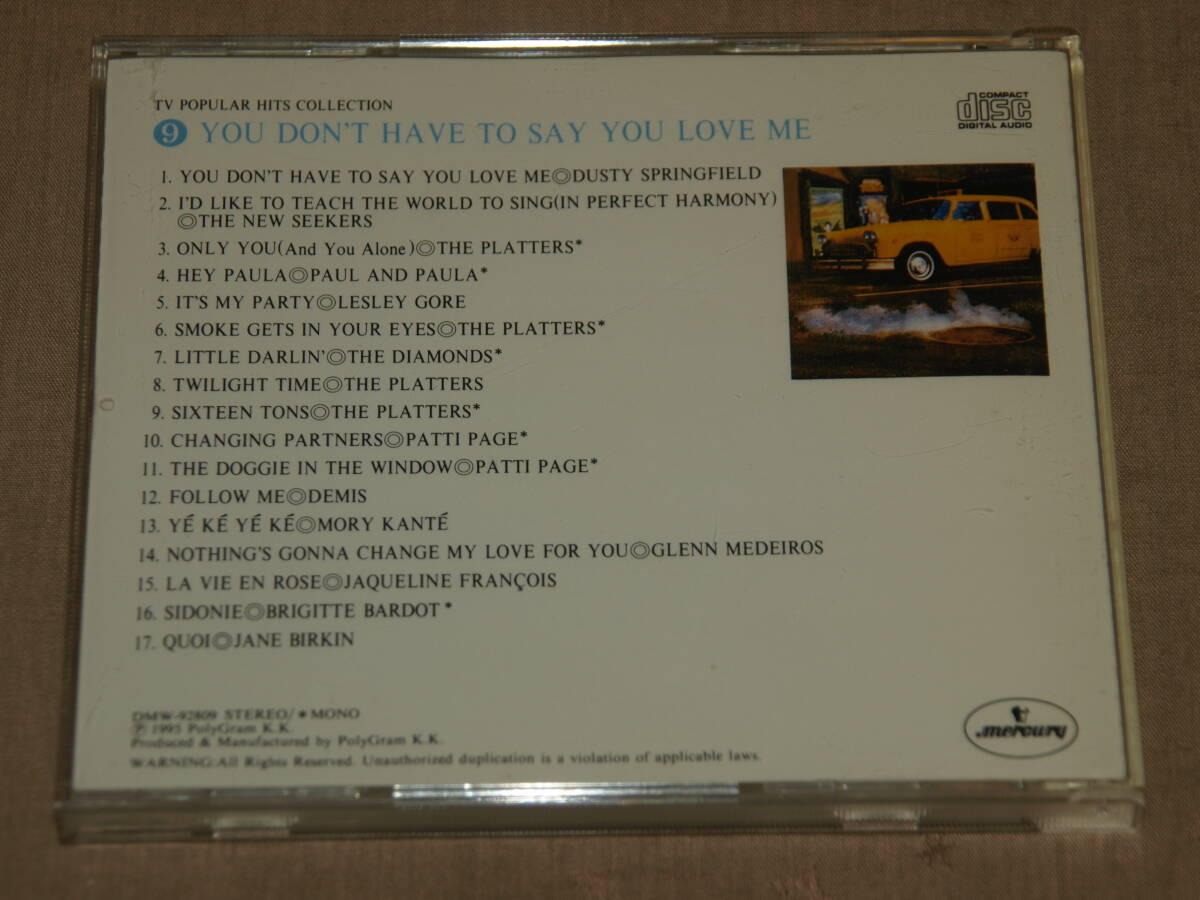 TV POPULAR HITS COLLECTION
9 YOU DON'T HAVE TO SAY YOU LOVE ME
COMPACT
disc
DIGITAL AUDIO
1. YOU DON'T HAVE TO SAY YOU LOVE ME◎DUSTY SPRINGFIELD
2. I'D LIKE TO TEACH THE WORLD TO SING(IN PERFECT HARMONY)
◎THE NEW SEEKERS
3. ONLY YOU(And You Alone)◎THE PLATTERS*
4. HEY PAULA◎PAUL AND PAULA*
5. IT'S MY PARTY◎LESLEY GORE
6. SMOKE GETS IN YOUR EYES◎THE PLATTERS*
7. LITTLE DARLIN'◎THE DIAMONDS*
8. TWILIGHT TIME◎THE PLATTERS
9. SIXTEEN TONS◎THE PLATTERS*
10. CHANGING PARTNERS◎PATTI PAGE*
11. THE DOGGIE IN THE WINDOW◎PATTI PAGE*
12. FOLLOW ME◎DEMIS
13. YÉ KÉ YÉ KÉ◎MORY KANTÉ
14. NOTHING'S GONNA CHANGE MY LOVE FOR YOU◎GLENN MEDEIROS
15. LA VIE EN ROSE◎JAQUELINE FRANÇOIS
16. SIDONIE◎BRIGITTE BARDOT*
17. QUOI◎JANE BIRKIN
DMW-92809 STEREO/*MONO
Ⓟ 1995 PolyGram K.K.
Produced & Manufactured by PolyGram K.K.
WARNING:All Rights Reserved. Unauthorized duplication is a violation of applicable laws.
mercury